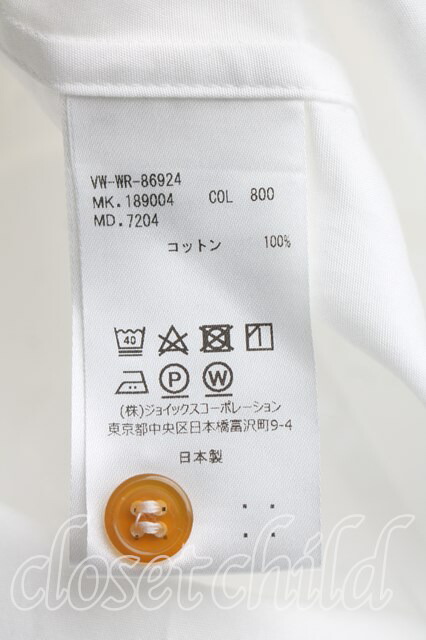 VW-WR-86924
MK.189004 COL 800
MD.7204
コットン 100%
40
P W
(株)ジョイックスコーポレーション
東京都中央区日本橋富沢町9-4
日本製
closet child